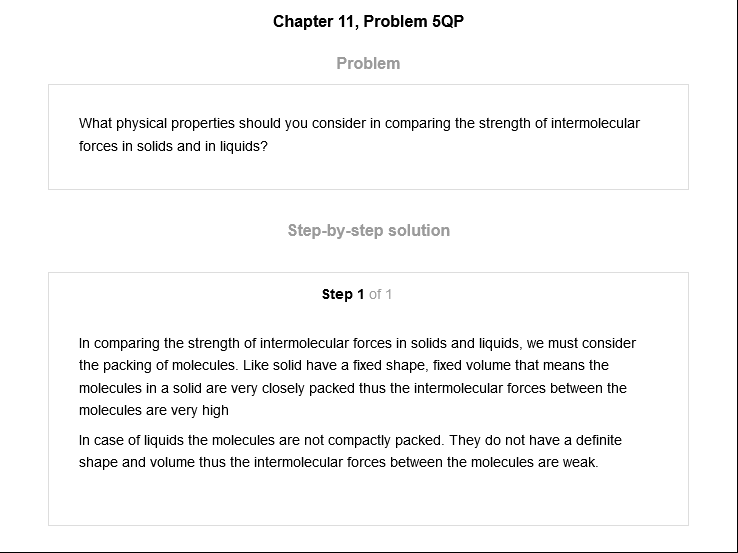 Chapter 11, Problem 5QP
Problem
What physical properties should you consider in comparing the strength of intermolecular
forces in solids and in liquids?
Step-by-step solution
Step 1 of 1
In comparing the strength of intermolecular forces in solids and liquids, we must consider
the packing of molecules. Like solid have a fixed shape, fixed volume that means the
molecules in a solid are very closely packed thus the intermolecular forces between the
molecules are very high
In case of liquids the molecules are not compactly packed. They do not have a definite
shape and volume thus the intermolecular forces between the molecules are weak.